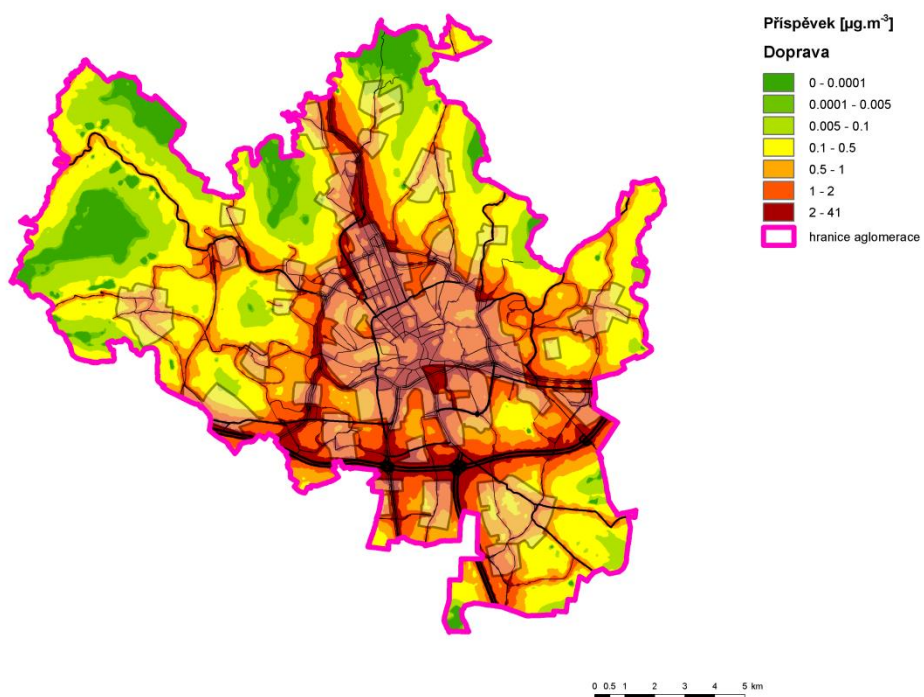 Příspěvek [µg.m⁻³]
Doprava
0 - 0.0001
0.0001 - 0.005
0.005 - 0.1
0.1 - 0.5
0.5 - 1
1 - 2
2 - 41
hranice aglomerace
0 0.5 1 2 3 4 5 km